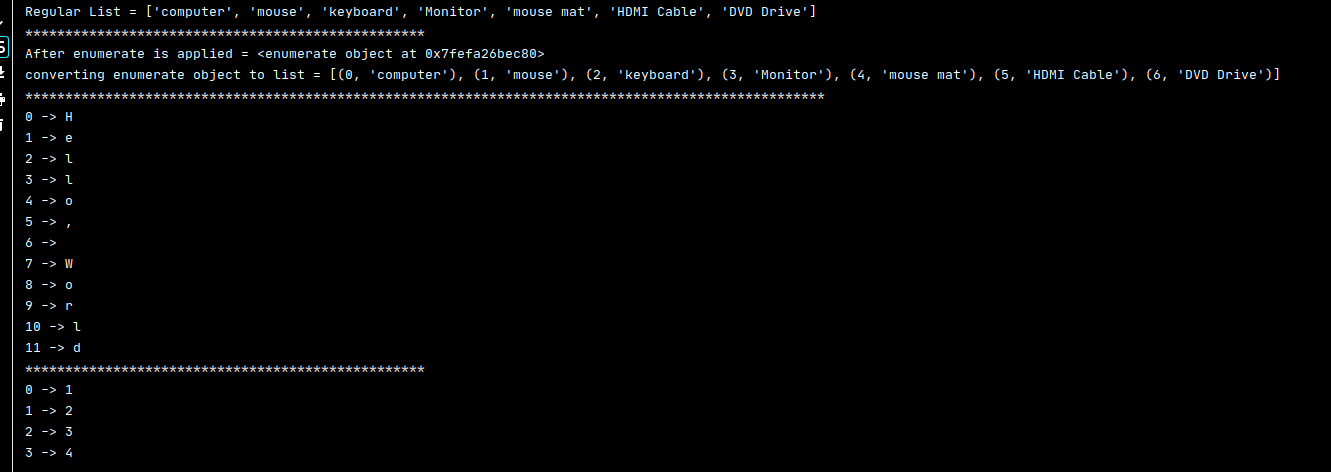 Regular List = ['computer', 'mouse', 'keyboard', 'Monitor', 'mouse mat', 'HDMI Cable', 'DVD Drive']
**************************************************
After enumerate is applied = <enumerate object at 0x7fefa26bec80>
converting enumerate object to list = [(0, 'computer'), (1, 'mouse'), (2, 'keyboard'), (3, 'Monitor'), (4, 'mouse mat'), (5, 'HDMI Cable'), (6, 'DVD Drive')]
****************************************************************************************************
0 -> H
1 -> e
2 -> l
3 -> l
4 -> o
5 -> ,
6 ->
7 -> W
8 -> o
9 -> r
10 -> l
11 -> d
**************************************************
0 -> 1
1 -> 2
2 -> 3
3 -> 4